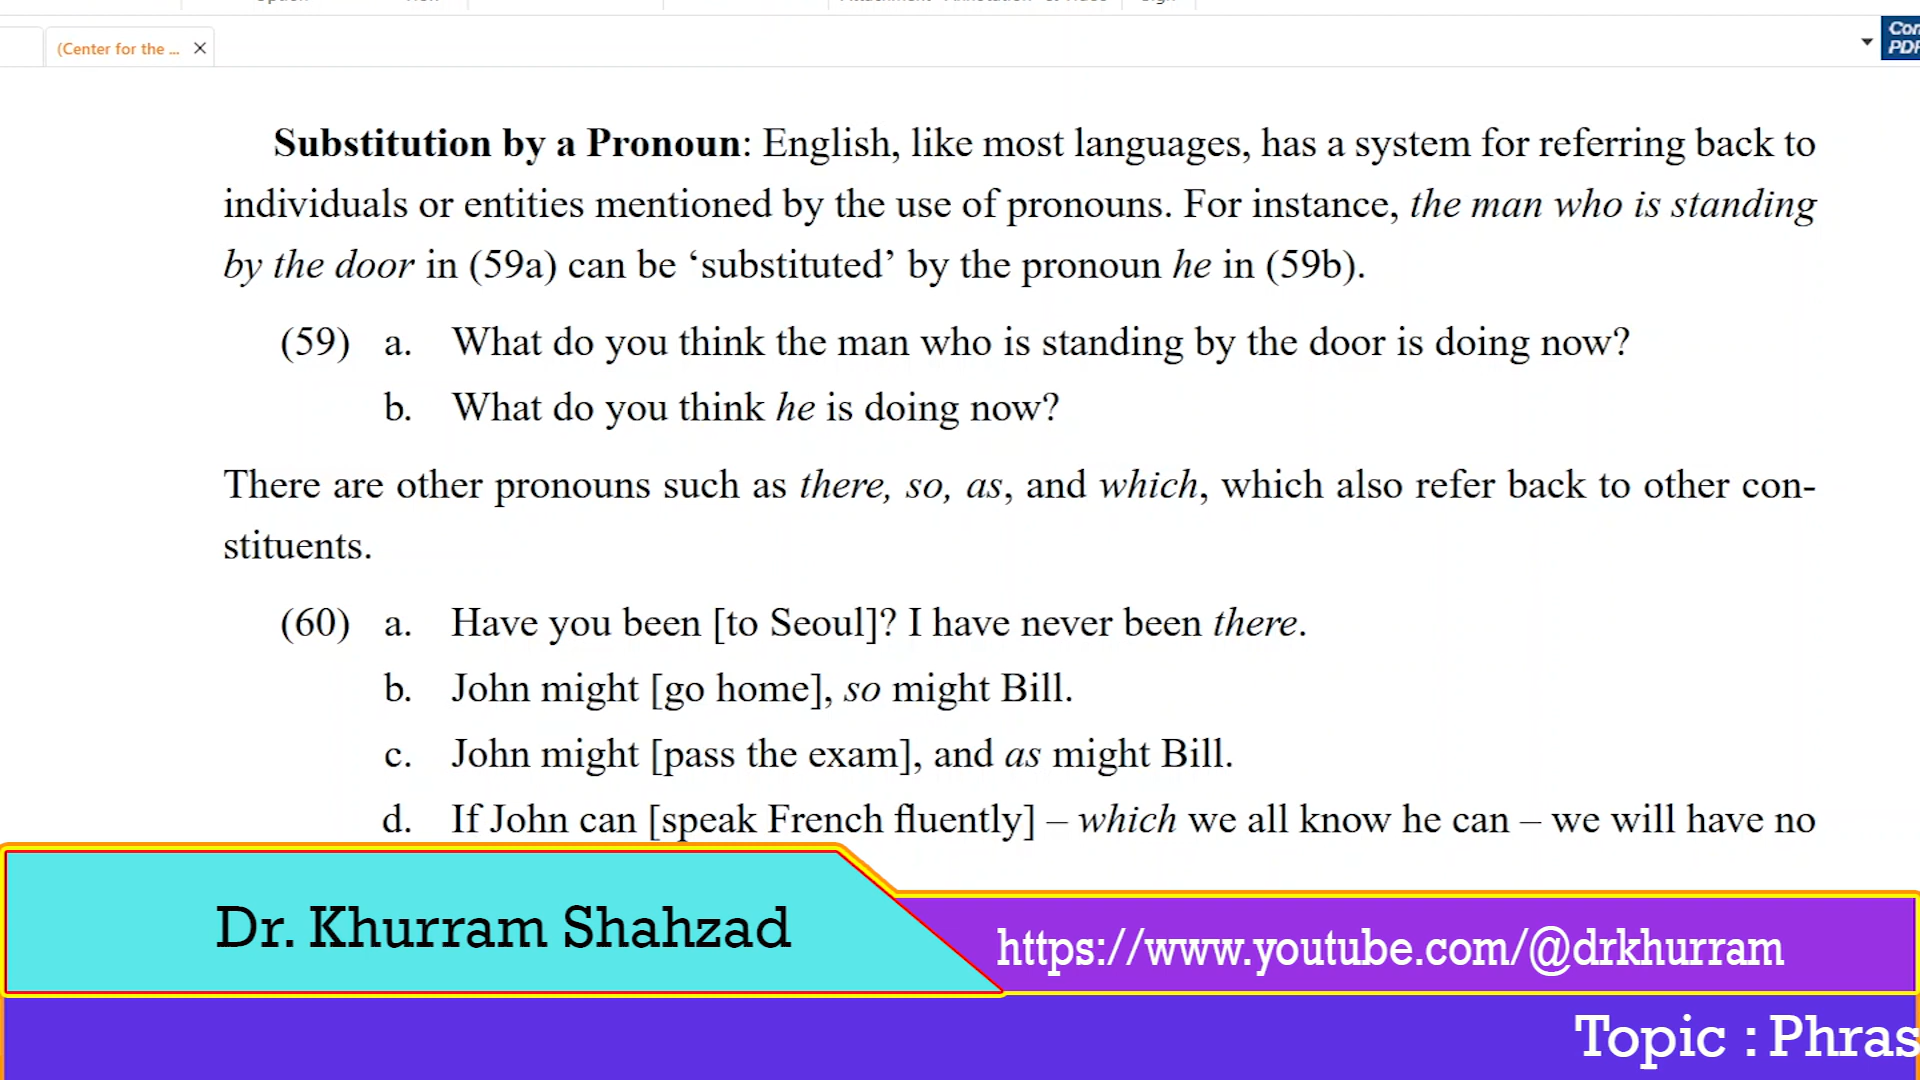 (Center for the ...
Substitution by a Pronoun: English, like most languages, has a system for referring back to
individuals or entities mentioned by the use of pronouns. For instance, the man who is standing
by the door in (59a) can be ‘substituted’ by the pronoun he in (59b).
(59) a. What do you think the man who is standing by the door is doing now?
b. What do you think he is doing now?
There are other pronouns such as there, so, as, and which, which also refer back to other con-
stituents.
(60) a. Have you been [to Seoul]? I have never been there.
b. John might [go home], so might Bill.
c. John might [pass the exam], and as might Bill.
d. If John can [speak French fluently] – which we all know he can – we will have no
Dr. Khurram Shahzad
https://www.youtube.com/@drkhurram
Topic : Phras